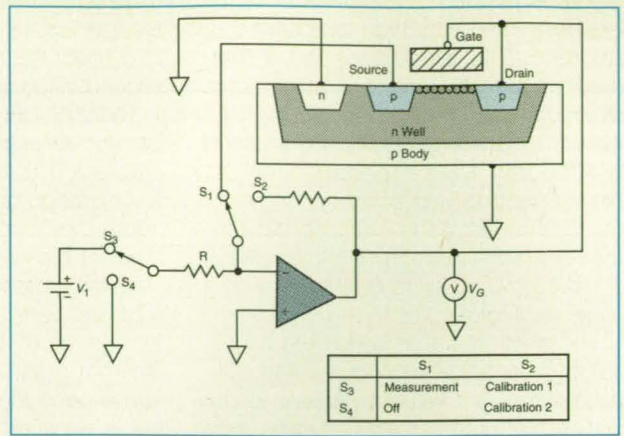 Gate
Source
Drain
n
p
p
n Well
p Body
S1
S2
S3
R
V1
+
−
S4
−
+
V
VG
S1 S2
S3 Measurement Calibration 1
S4 Off Calibration 2